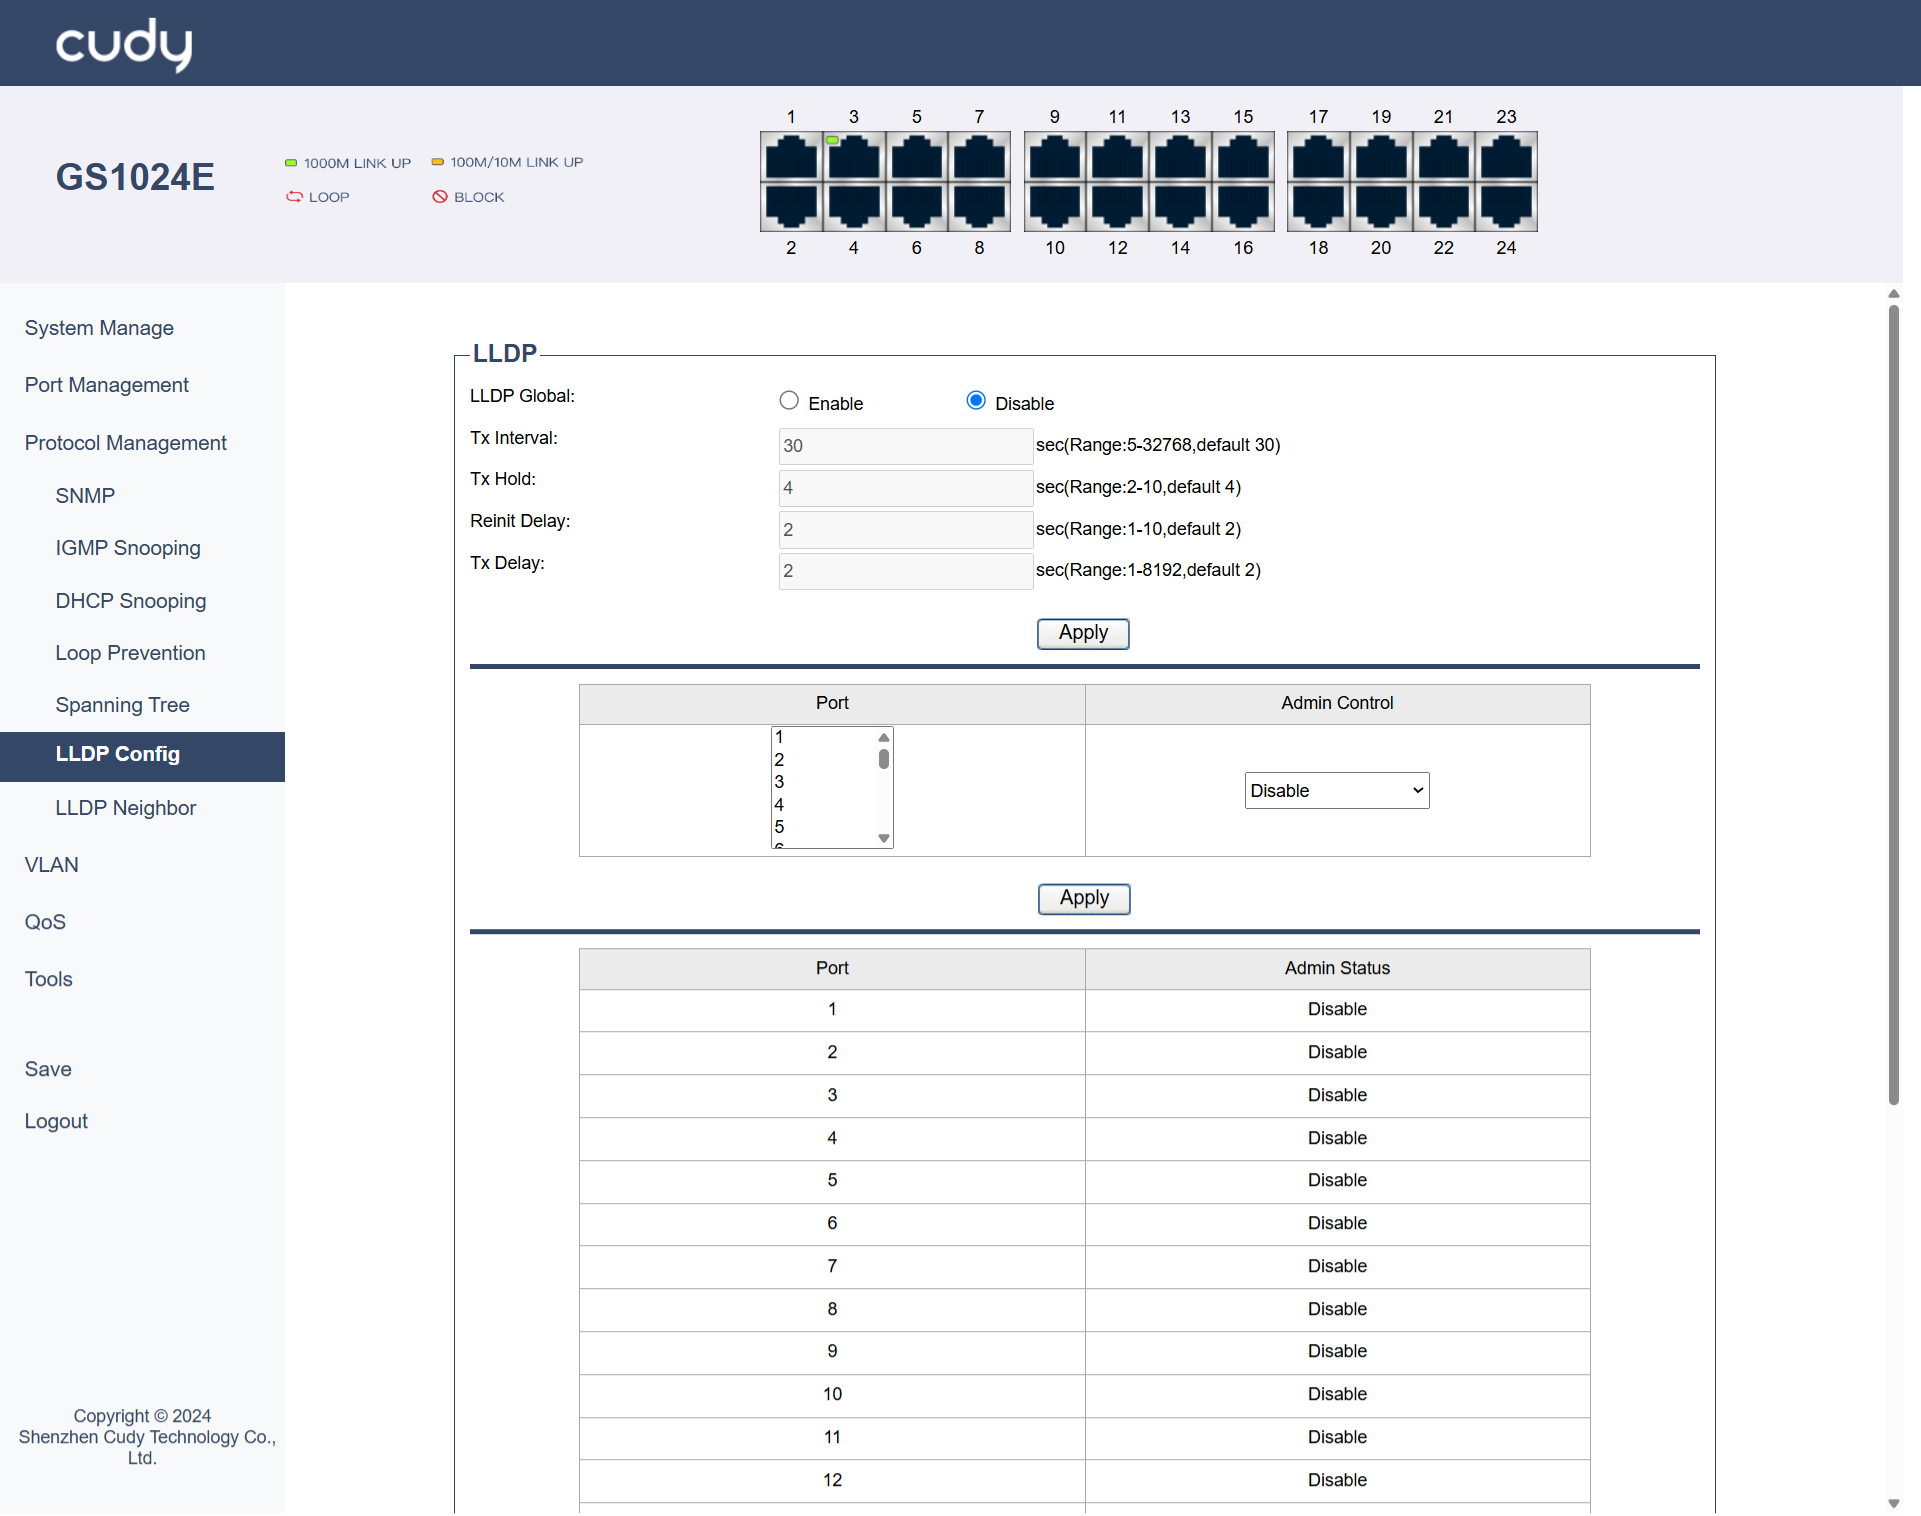 cudy
GS1024E
1000M LINK UP 100M/10M LINK UP
LOOP BLOCK
1 3 5 7 9 11 13 15 17 19 21 23
2 4 6 8 10 12 14 16 18 20 22 24
System Manage
Port Management
Protocol Management
SNMP
IGMP Snooping
DHCP Snooping
Loop Prevention
Spanning Tree
LLDP Config
LLDP Neighbor
VLAN
QoS
Tools
Save
Logout
Copyright © 2024
Shenzhen Cudy Technology Co.,
Ltd.
LLDP
LLDP Global: Enable Disable
Tx Interval: 30 sec(Range:5-32768,default 30)
Tx Hold: 4 sec(Range:2-10,default 4)
Reinit Delay: 2 sec(Range:1-10,default 2)
Tx Delay: 2 sec(Range:1-8192,default 2)
Apply
Port Admin Control
1
2
3
4
5
6
Disable
Apply
Port Admin Status
1 Disable
2 Disable
3 Disable
4 Disable
5 Disable
6 Disable
7 Disable
8 Disable
9 Disable
10 Disable
11 Disable
12 Disable